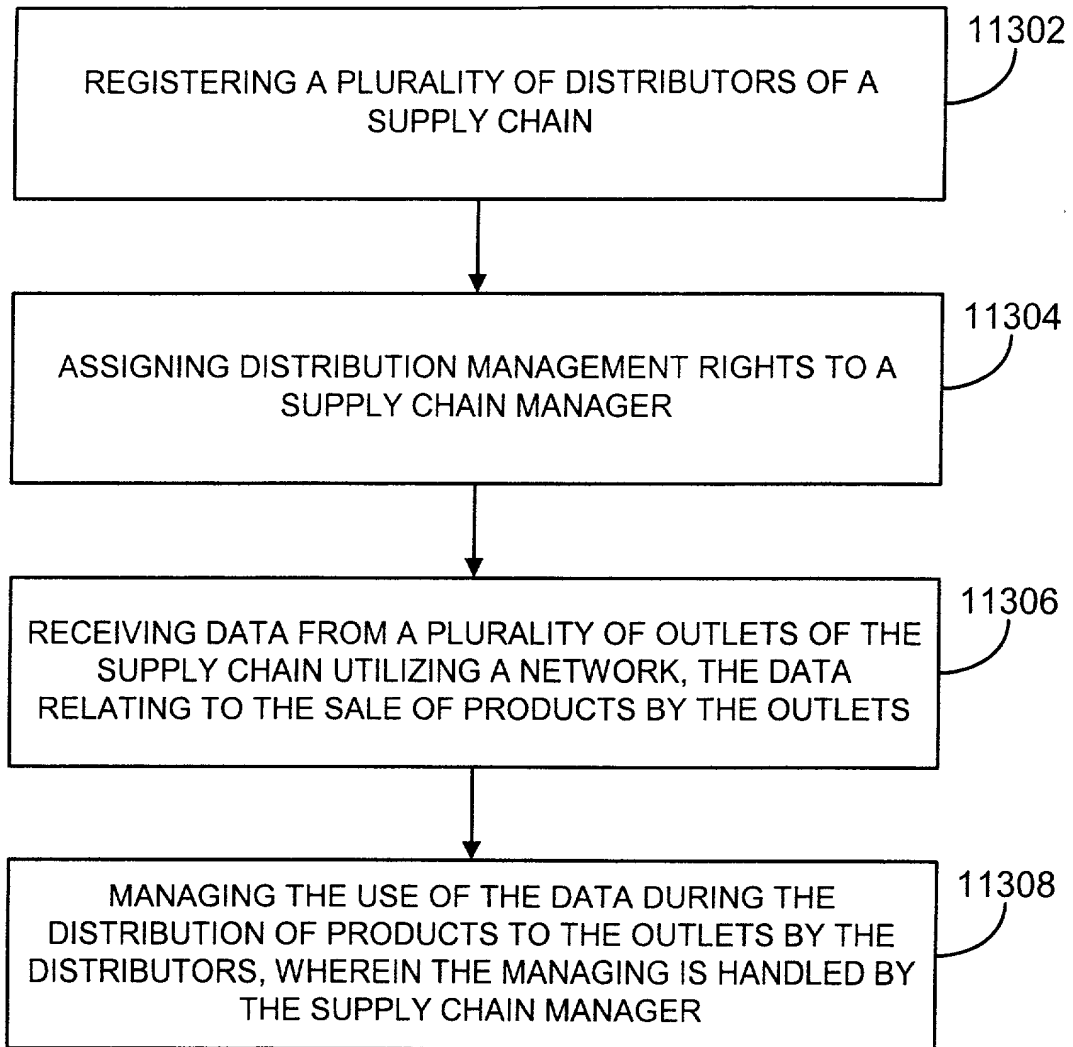 11302
REGISTERING A PLURALITY OF DISTRIBUTORS OF A
SUPPLY CHAIN
11304
ASSIGNING DISTRIBUTION MANAGEMENT RIGHTS TO A
SUPPLY CHAIN MANAGER
11306
RECEIVING DATA FROM A PLURALITY OF OUTLETS OF THE
SUPPLY CHAIN UTILIZING A NETWORK, THE DATA
RELATING TO THE SALE OF PRODUCTS BY THE OUTLETS
11308
MANAGING THE USE OF THE DATA DURING THE
DISTRIBUTION OF PRODUCTS TO THE OUTLETS BY THE
DISTRIBUTORS, WHEREIN THE MANAGING IS HANDLED BY
THE SUPPLY CHAIN MANAGER